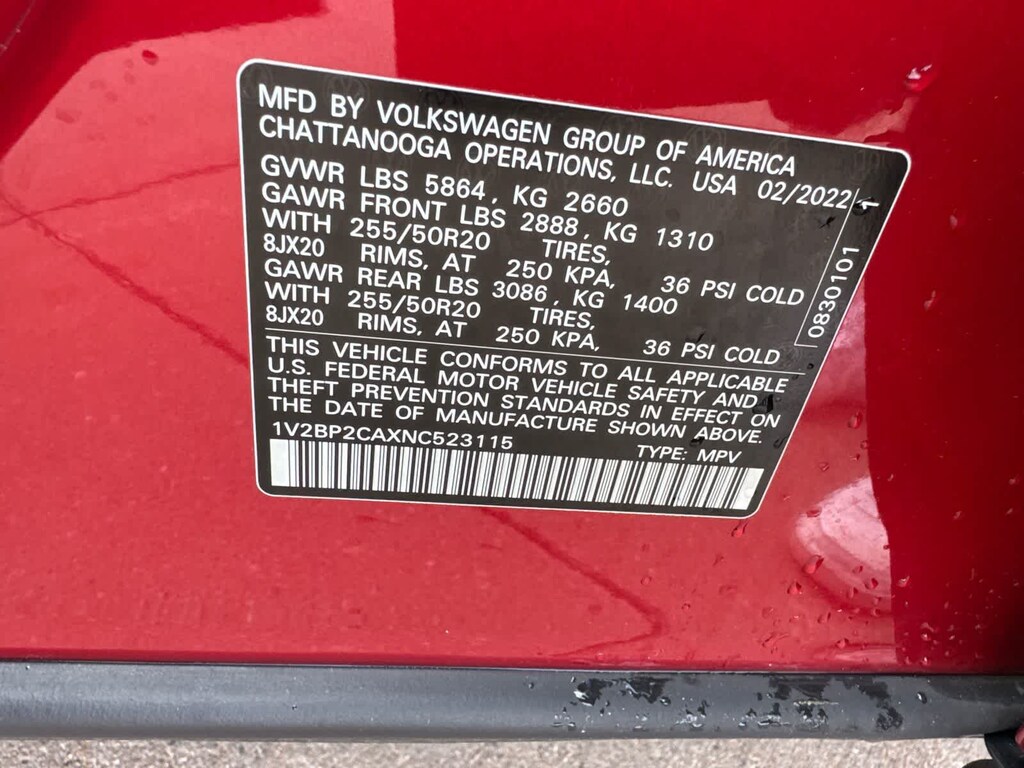 MFD BY VOLKSWAGEN GROUP OF AMERICA
CHATTANOOGA OPERATIONS, LLC. USA 02/2022
GVWR LBS 5864, KG 2660
GAWR FRONT LBS 2888, KG 1310
WITH 255/50R20 TIRES,
8JX20 RIMS, AT 250 KPA, 36 PSI COLD
GAWR REAR LBS 3086, KG 1400
WITH 255/50R20 TIRES,
8JX20 RIMS, AT 250 KPA, 36 PSI COLD
THIS VEHICLE CONFORMS TO ALL APPLICABLE
U.S. FEDERAL MOTOR VEHICLE SAFETY AND
THEFT PREVENTION STANDARDS IN EFFECT ON
THE DATE OF MANUFACTURE SHOWN ABOVE.
1V2BP2CAXNC523115 TYPE: MPV
0830101